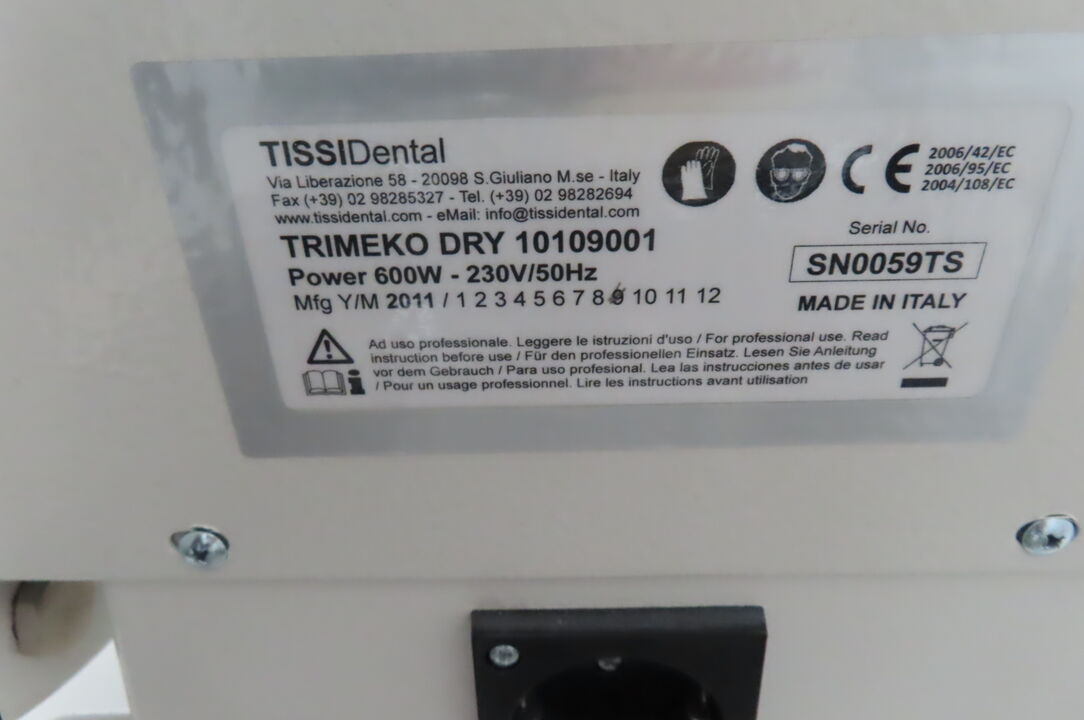 TISSIDental
Via Liberazione 58 - 20098 S.Giuliano M.se - Italy
Fax (+39) 02 98285327 - Tel. (+39) 02 98282694
www.tissidental.com - eMail: info@tissidental.com
TRIMEKO DRY 10109001
Power 600W - 230V/50Hz
Mfg Y/M 2011 / 1 2 3 4 5 6 7 8 9 10 11 12
CE 2006/42/EC
2006/95/EC
2004/108/EC
Serial No.
SN0059TS
MADE IN ITALY
Ad uso professionale. Leggere le istruzioni d'uso / For professional use. Read
instruction before use / Für den professionellen Einsatz. Lesen Sie Anleitung
vor dem Gebrauch / Para uso profesional. Lea las instrucciones antes de usar
/ Pour un usage professionnel. Lire les instructions avant utilisation